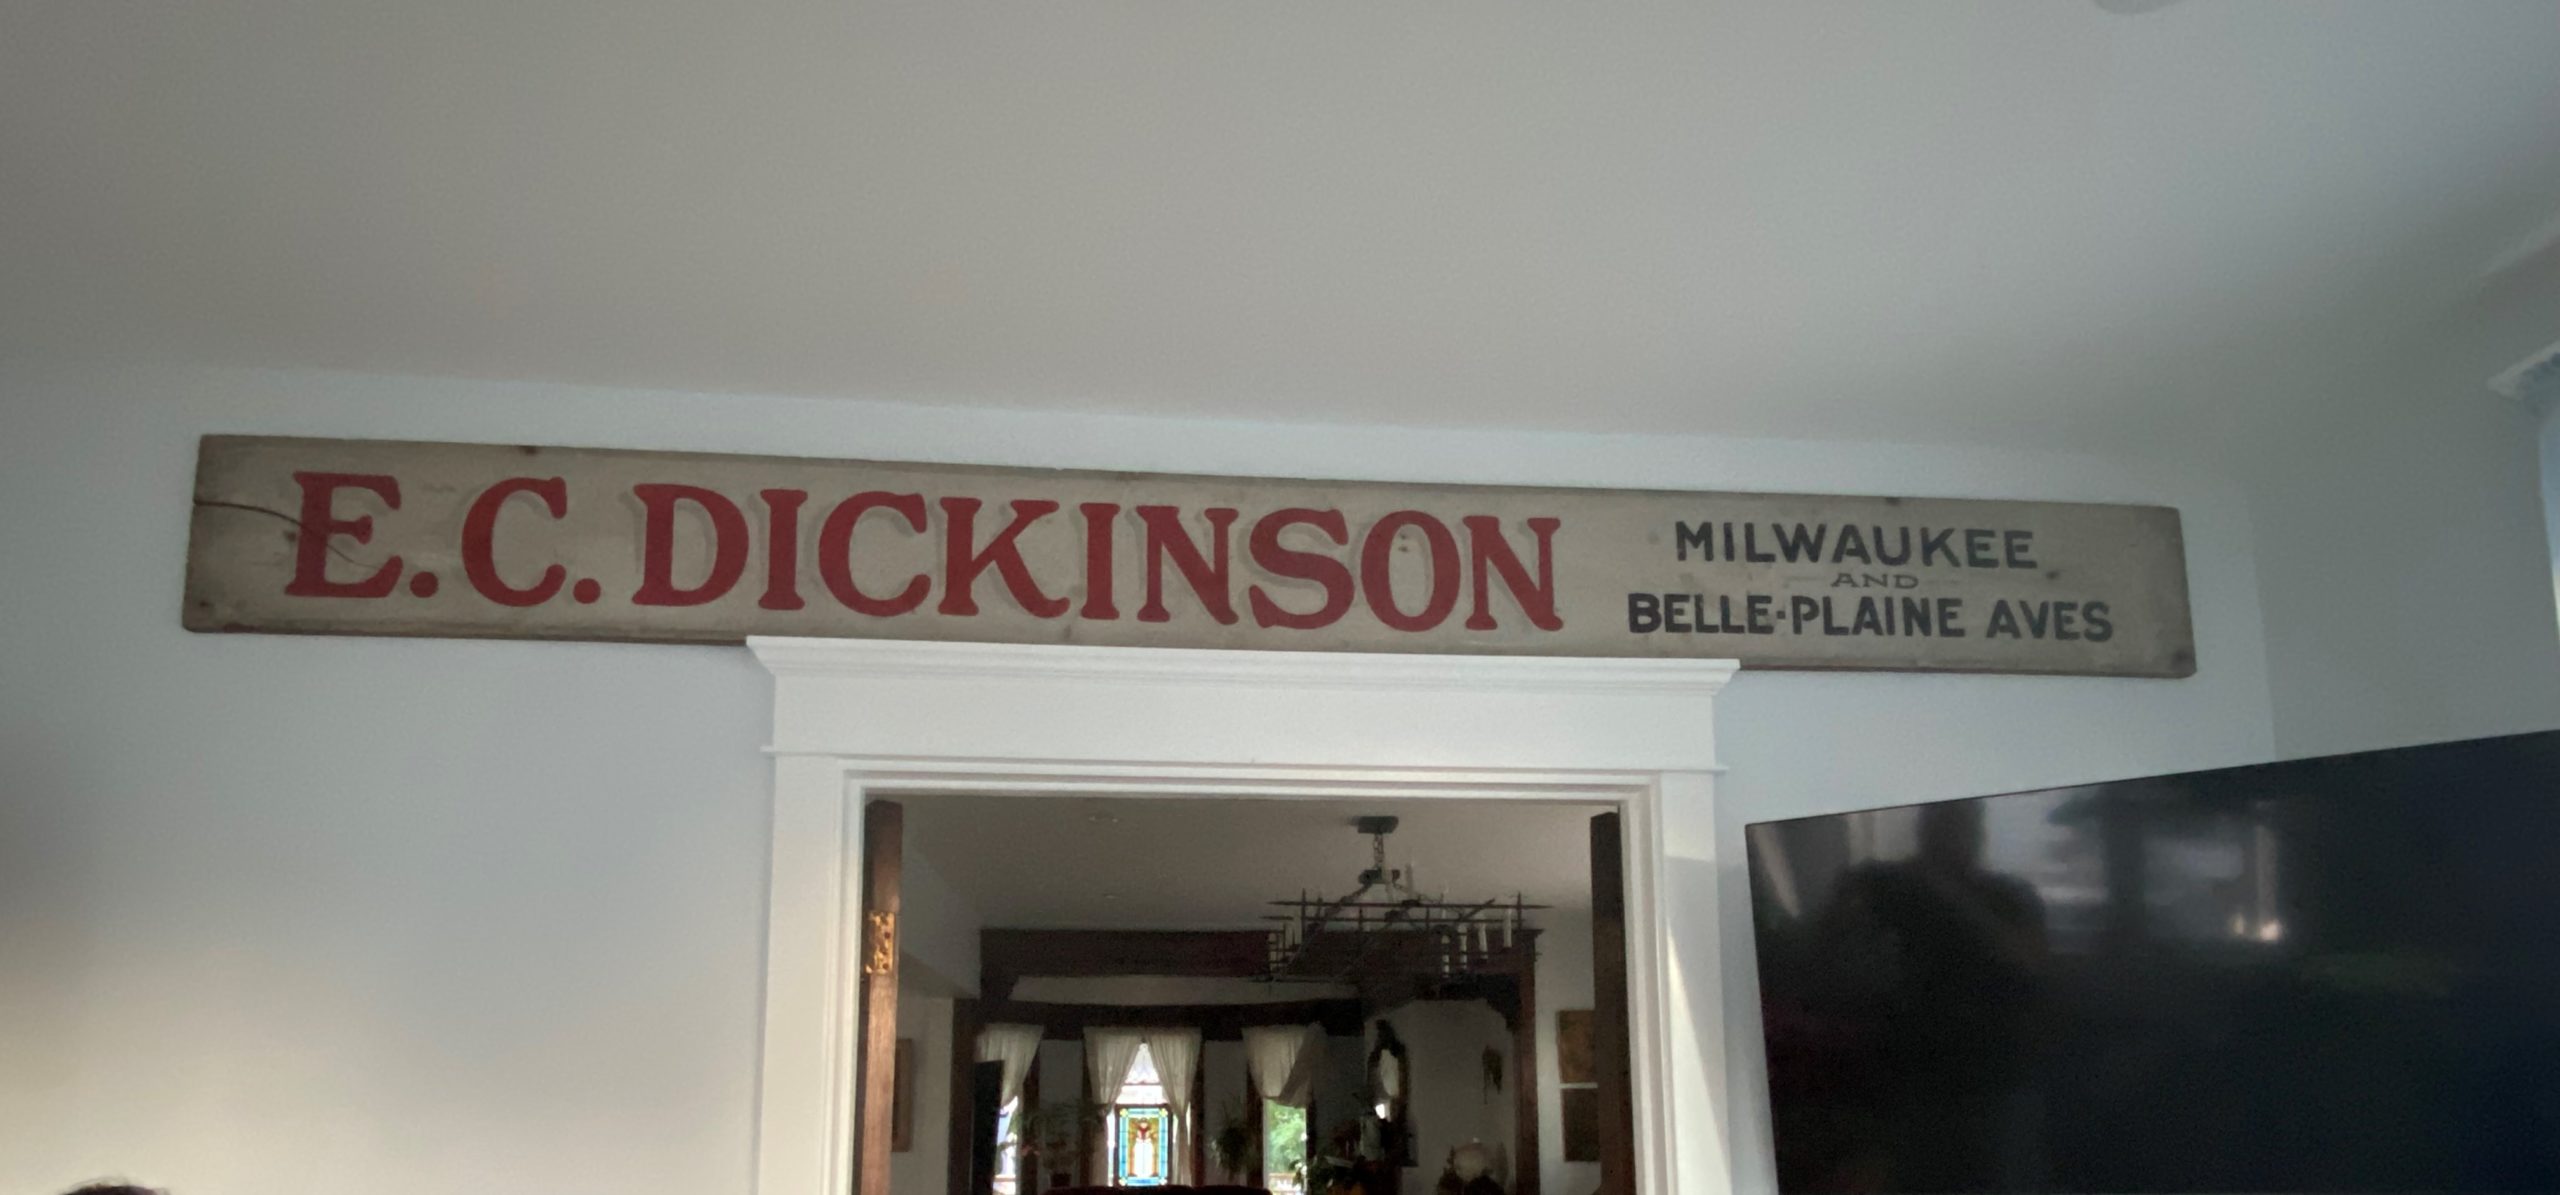 E.C. DICKINSON
MILWAUKEE
AND
BELLE-PLAINE AVES